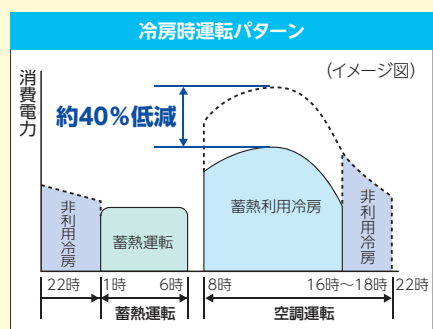 冷房時運転パターン
(イメージ図)
消費電力
約40%低減
非利用冷房
蓄熱運転
蓄熱利用冷房
非利用冷房
22時 1時 6時 8時 16時～18時 22時
蓄熱運転 空調運転